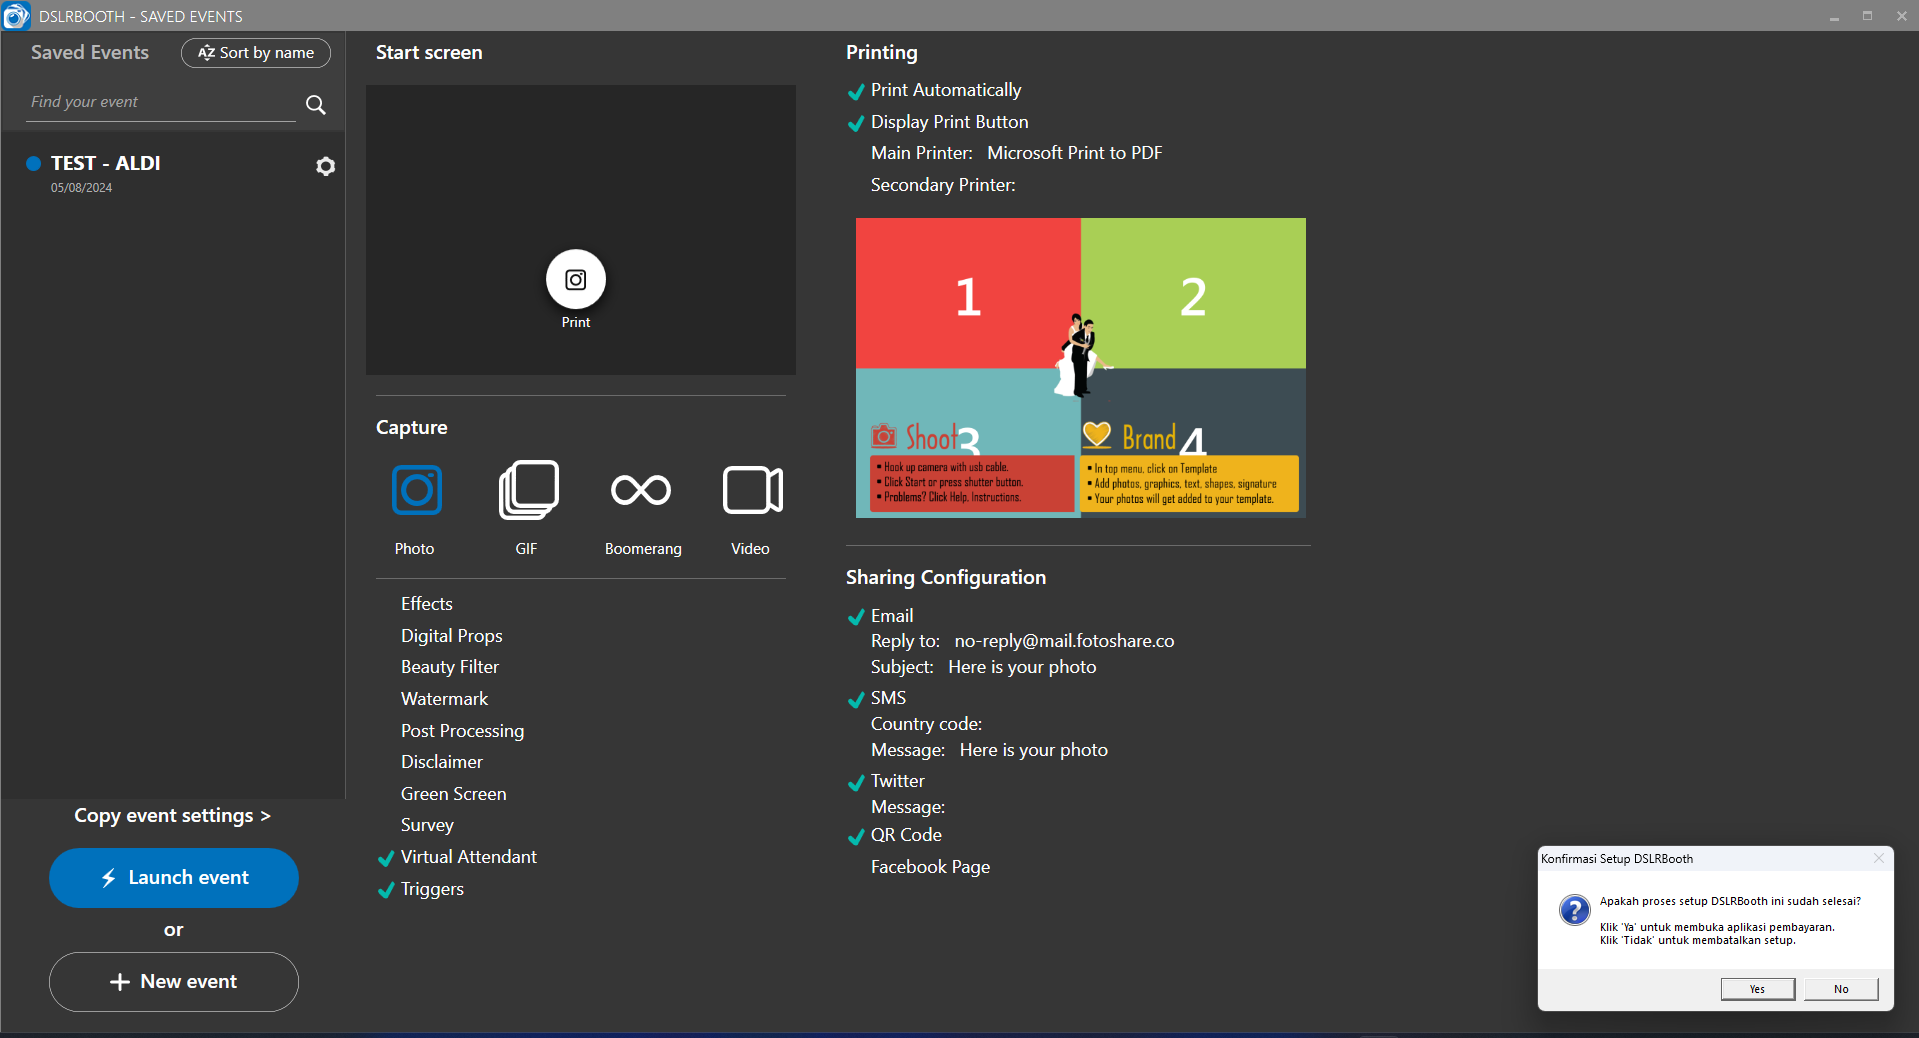 DSLRBOOTH - SAVED EVENTS
Saved Events
AZ Sort by name
Find your event
TEST - ALDI
05/08/2024
Copy event settings >
Launch event
or
New event
Start screen
Print
Capture
Photo
GIF
Boomerang
Video
Effects
Digital Props
Beauty Filter
Watermark
Post Processing
Disclaimer
Green Screen
Survey
Virtual Attendant
Triggers
Printing
Print Automatically
Display Print Button
Main Printer: Microsoft Print to PDF
Secondary Printer:
1
2
Shoot
3
▪ Hook up camera with usb cable.
▪ Click Start or press shutter button.
▪ Problems? Click Help, Instructions.
Brand
4
▪ In top menu, click on Template
▪ Add photos, graphics, text, shapes, signature
▪ Your photos will get added to your template.
Sharing Configuration
Email
Reply to: no-reply@mail.fotoshare.co
Subject: Here is your photo
SMS
Country code:
Message: Here is your photo
Twitter
Message:
QR Code
Facebook Page
Konfirmasi Setup DSLRBooth
Apakah proses setup DSLRBooth ini sudah selesai?
Klik 'Ya' untuk membuka aplikasi pembayaran.
Klik 'Tidak' untuk membatalkan setup.
Yes
No